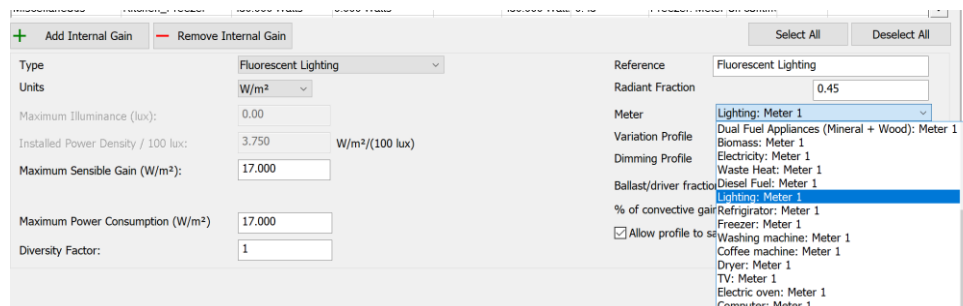 Miscellaneous Kitchen_Freezer
+ Add Internal Gain − Remove Internal Gain Select All Deselect All
Type Fluorescent Lighting Reference Fluorescent Lighting
Units W/m² Radiant Fraction 0.45
Maximum Illuminance (lux): 0.00 Meter Lighting: Meter 1
Installed Power Density / 100 lux: 3.750 W/m²/(100 lux) Variation Profile
Maximum Sensible Gain (W/m²): 17.000 Dimming Profile
Ballast/driver fractio
Maximum Power Consumption (W/m²) 17.000 % of convective gair
Allow profile to sa
Diversity Factor: 1
Dual Fuel Appliances (Mineral + Wood): Meter 1
Biomass: Meter 1
Electricity: Meter 1
Waste Heat: Meter 1
Diesel Fuel: Meter 1
Lighting: Meter 1
Refrigirator: Meter 1
Freezer: Meter 1
Washing machine: Meter 1
Coffee machine: Meter 1
Dryer: Meter 1
TV: Meter 1
Electric oven: Meter 1
Computer: Meter 1